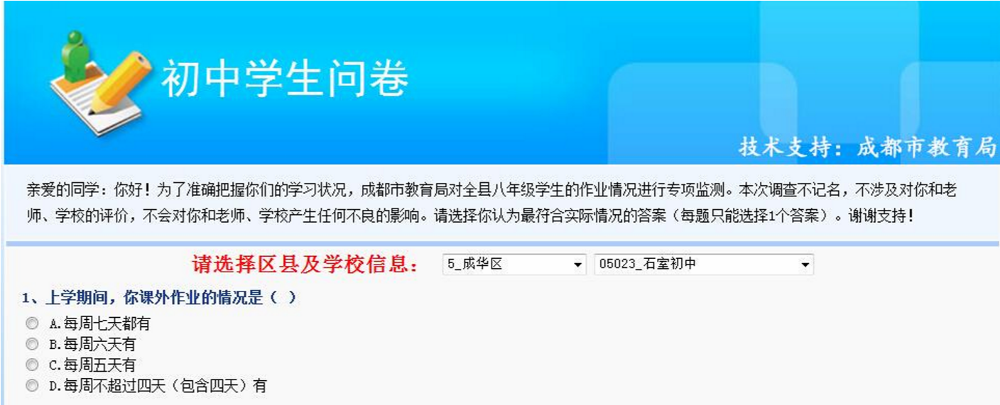 初中学生问卷
技术支持：成都市教育局
亲爱的同学：你好！为了准确把握你们的学习状况，成都市教育局对全县八年级学生的作业情况进行专项监测。本次调查不记名，不涉及对你和老
师、学校的评价，不会对你和老师、学校产生任何不良的影响。请选择你认为最符合实际情况的答案（每题只能选择1个答案）。谢谢支持！
请选择区县及学校信息： 5_成华区 05023_石室初中
1、上学期间，你课外作业的情况是（ ）
A.每周七天都有
B.每周六天有
C.每周五天有
D.每周不超过四天（包含四天）有